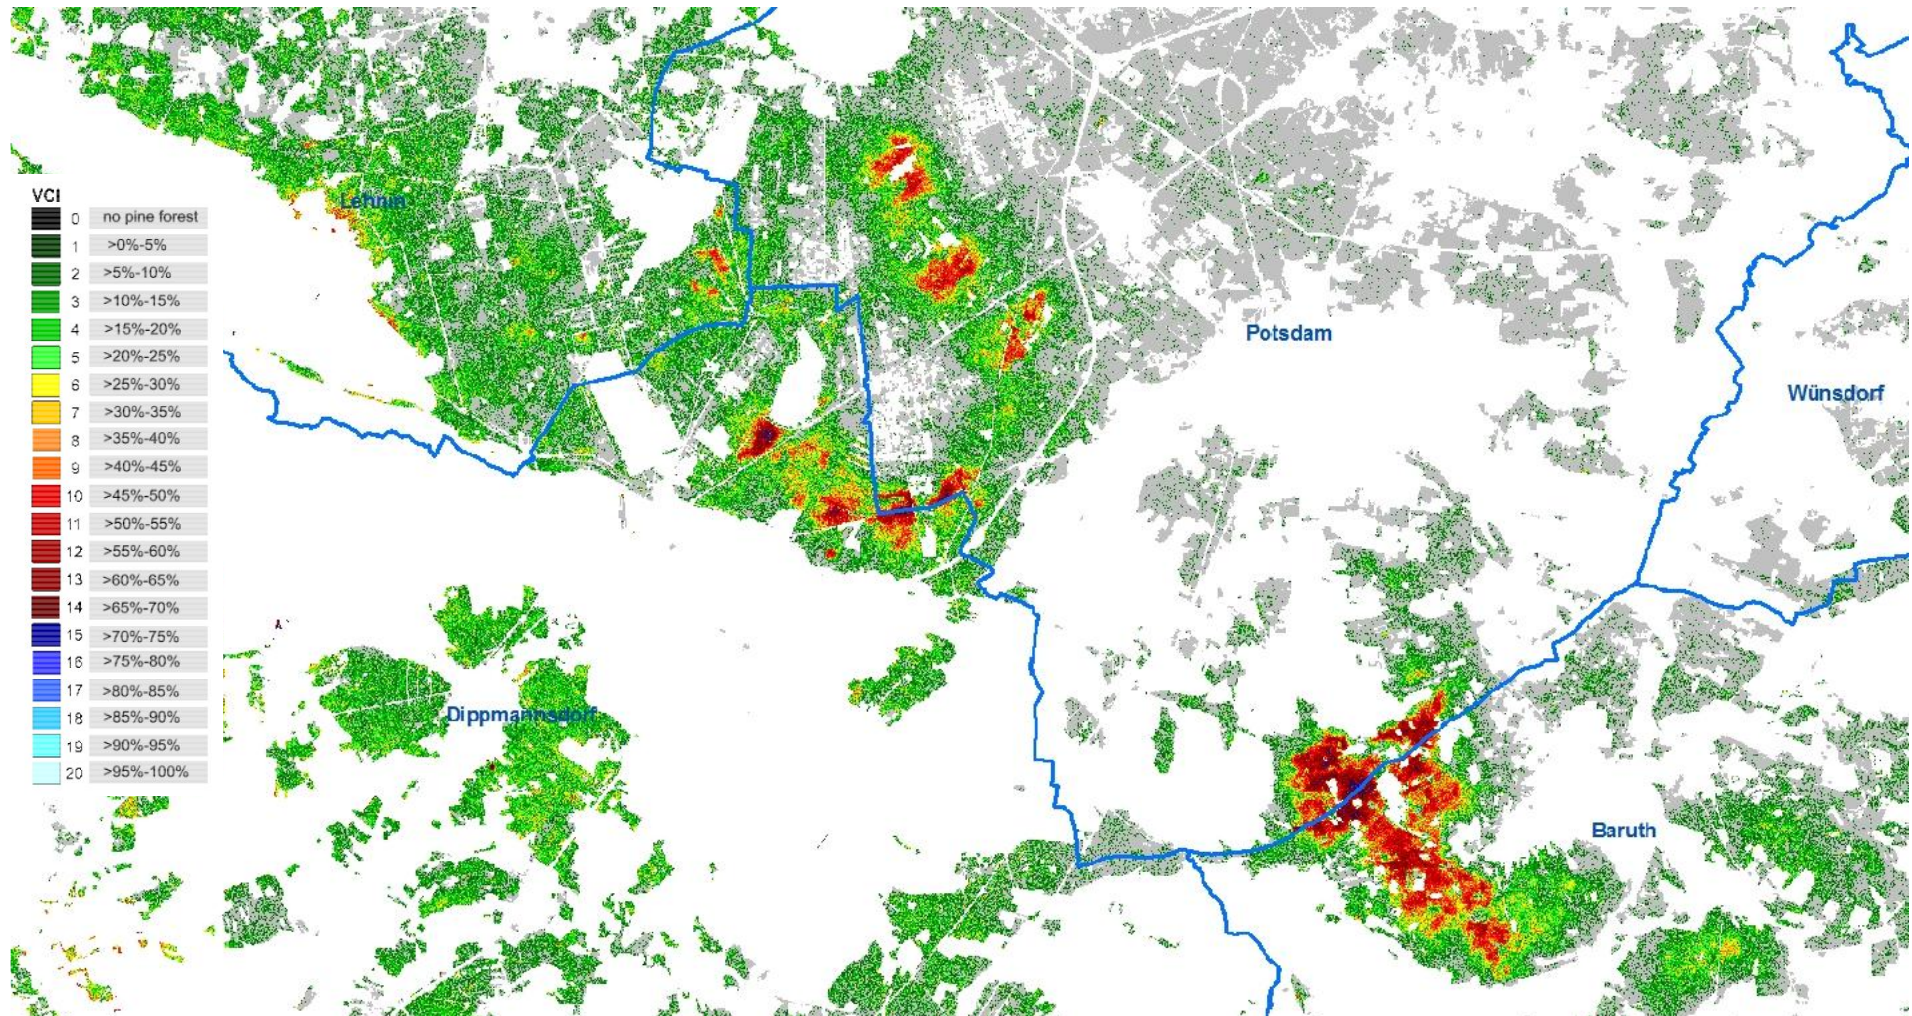 VCI
0 no pine forest
1 >0%-5%
2 >5%-10%
3 >10%-15%
4 >15%-20%
5 >20%-25%
6 >25%-30%
7 >30%-35%
8 >35%-40%
9 >40%-45%
10 >45%-50%
11 >50%-55%
12 >55%-60%
13 >60%-65%
14 >65%-70%
15 >70%-75%
16 >75%-80%
17 >80%-85%
18 >85%-90%
19 >90%-95%
20 >95%-100%
Lehnin
Potsdam
Wünsdorf
Dippmannsdorf
Baruth